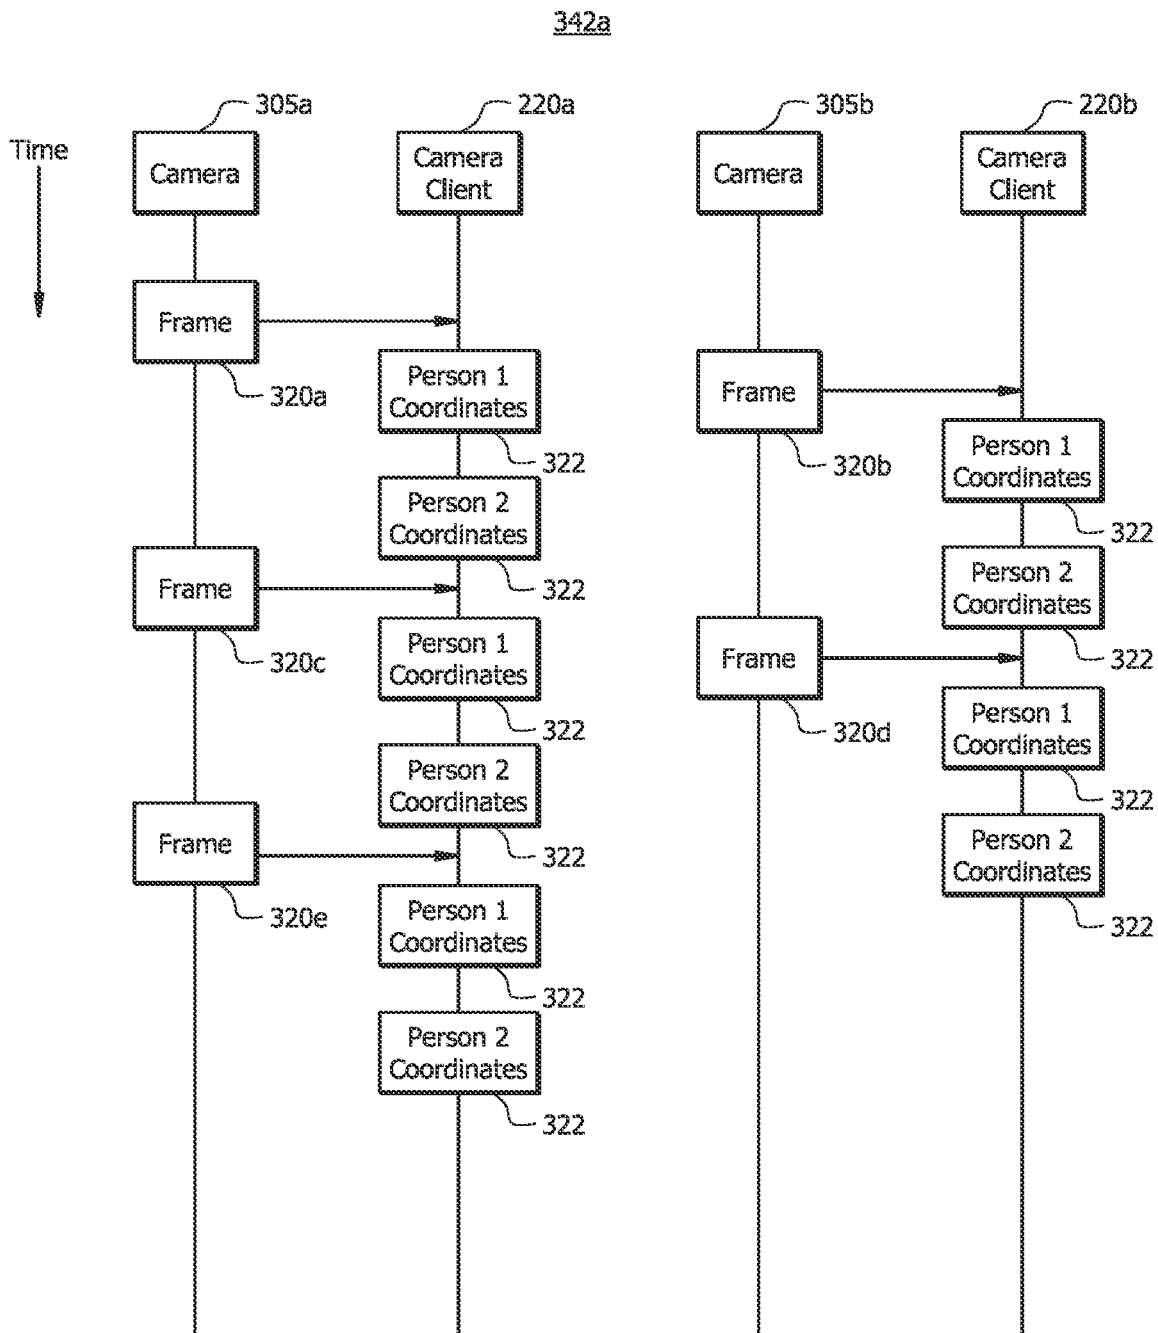 342a
305a
220a
305b
220b
Time
Camera
Camera
Client
Camera
Camera
Client
Frame
320a
Person 1
Coordinates
322
Frame
320b
Person 1
Coordinates
322
Person 2
Coordinates
322
Person 2
Coordinates
322
Frame
320c
Person 1
Coordinates
322
Frame
320d
Person 1
Coordinates
322
Person 2
Coordinates
322
Person 2
Coordinates
322
Frame
320e
Person 1
Coordinates
322
Person 2
Coordinates
322